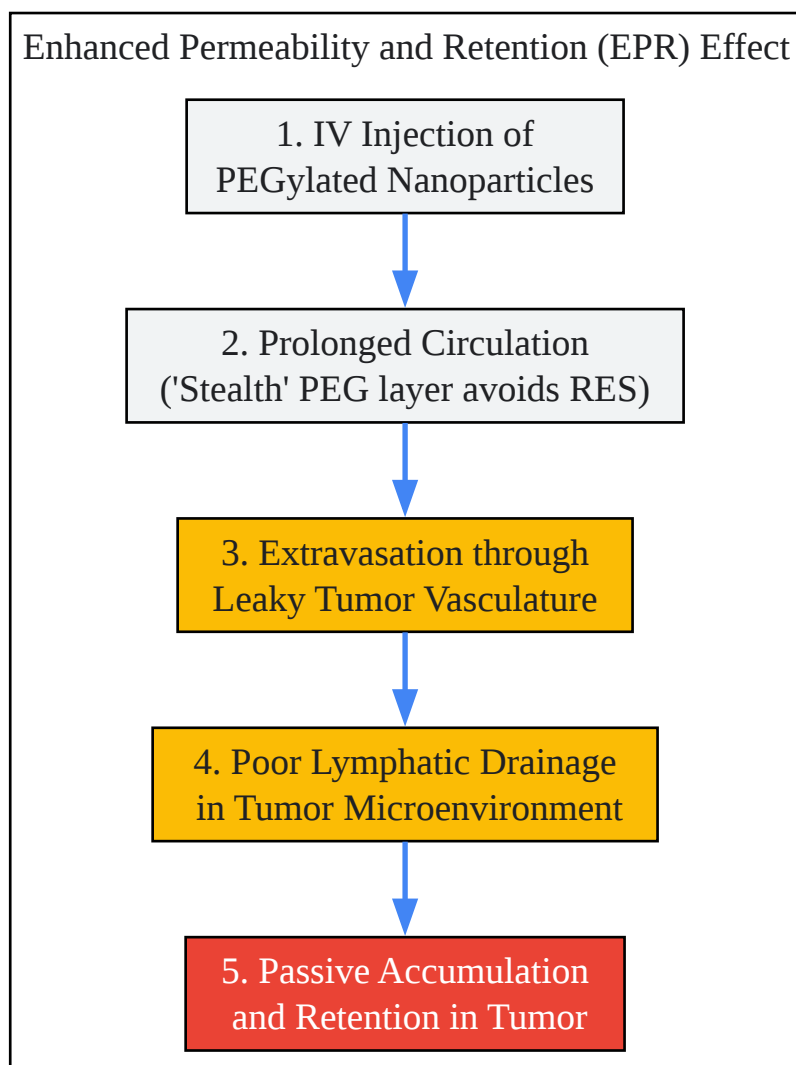 Enhanced Permeability and Retention (EPR) Effect
1. IV Injection of
PEGylated Nanoparticles
2. Prolonged Circulation
('Stealth' PEG layer avoids RES)
3. Extravasation through
Leaky Tumor Vasculature
4. Poor Lymphatic Drainage
in Tumor Microenvironment
5. Passive Accumulation
and Retention in Tumor